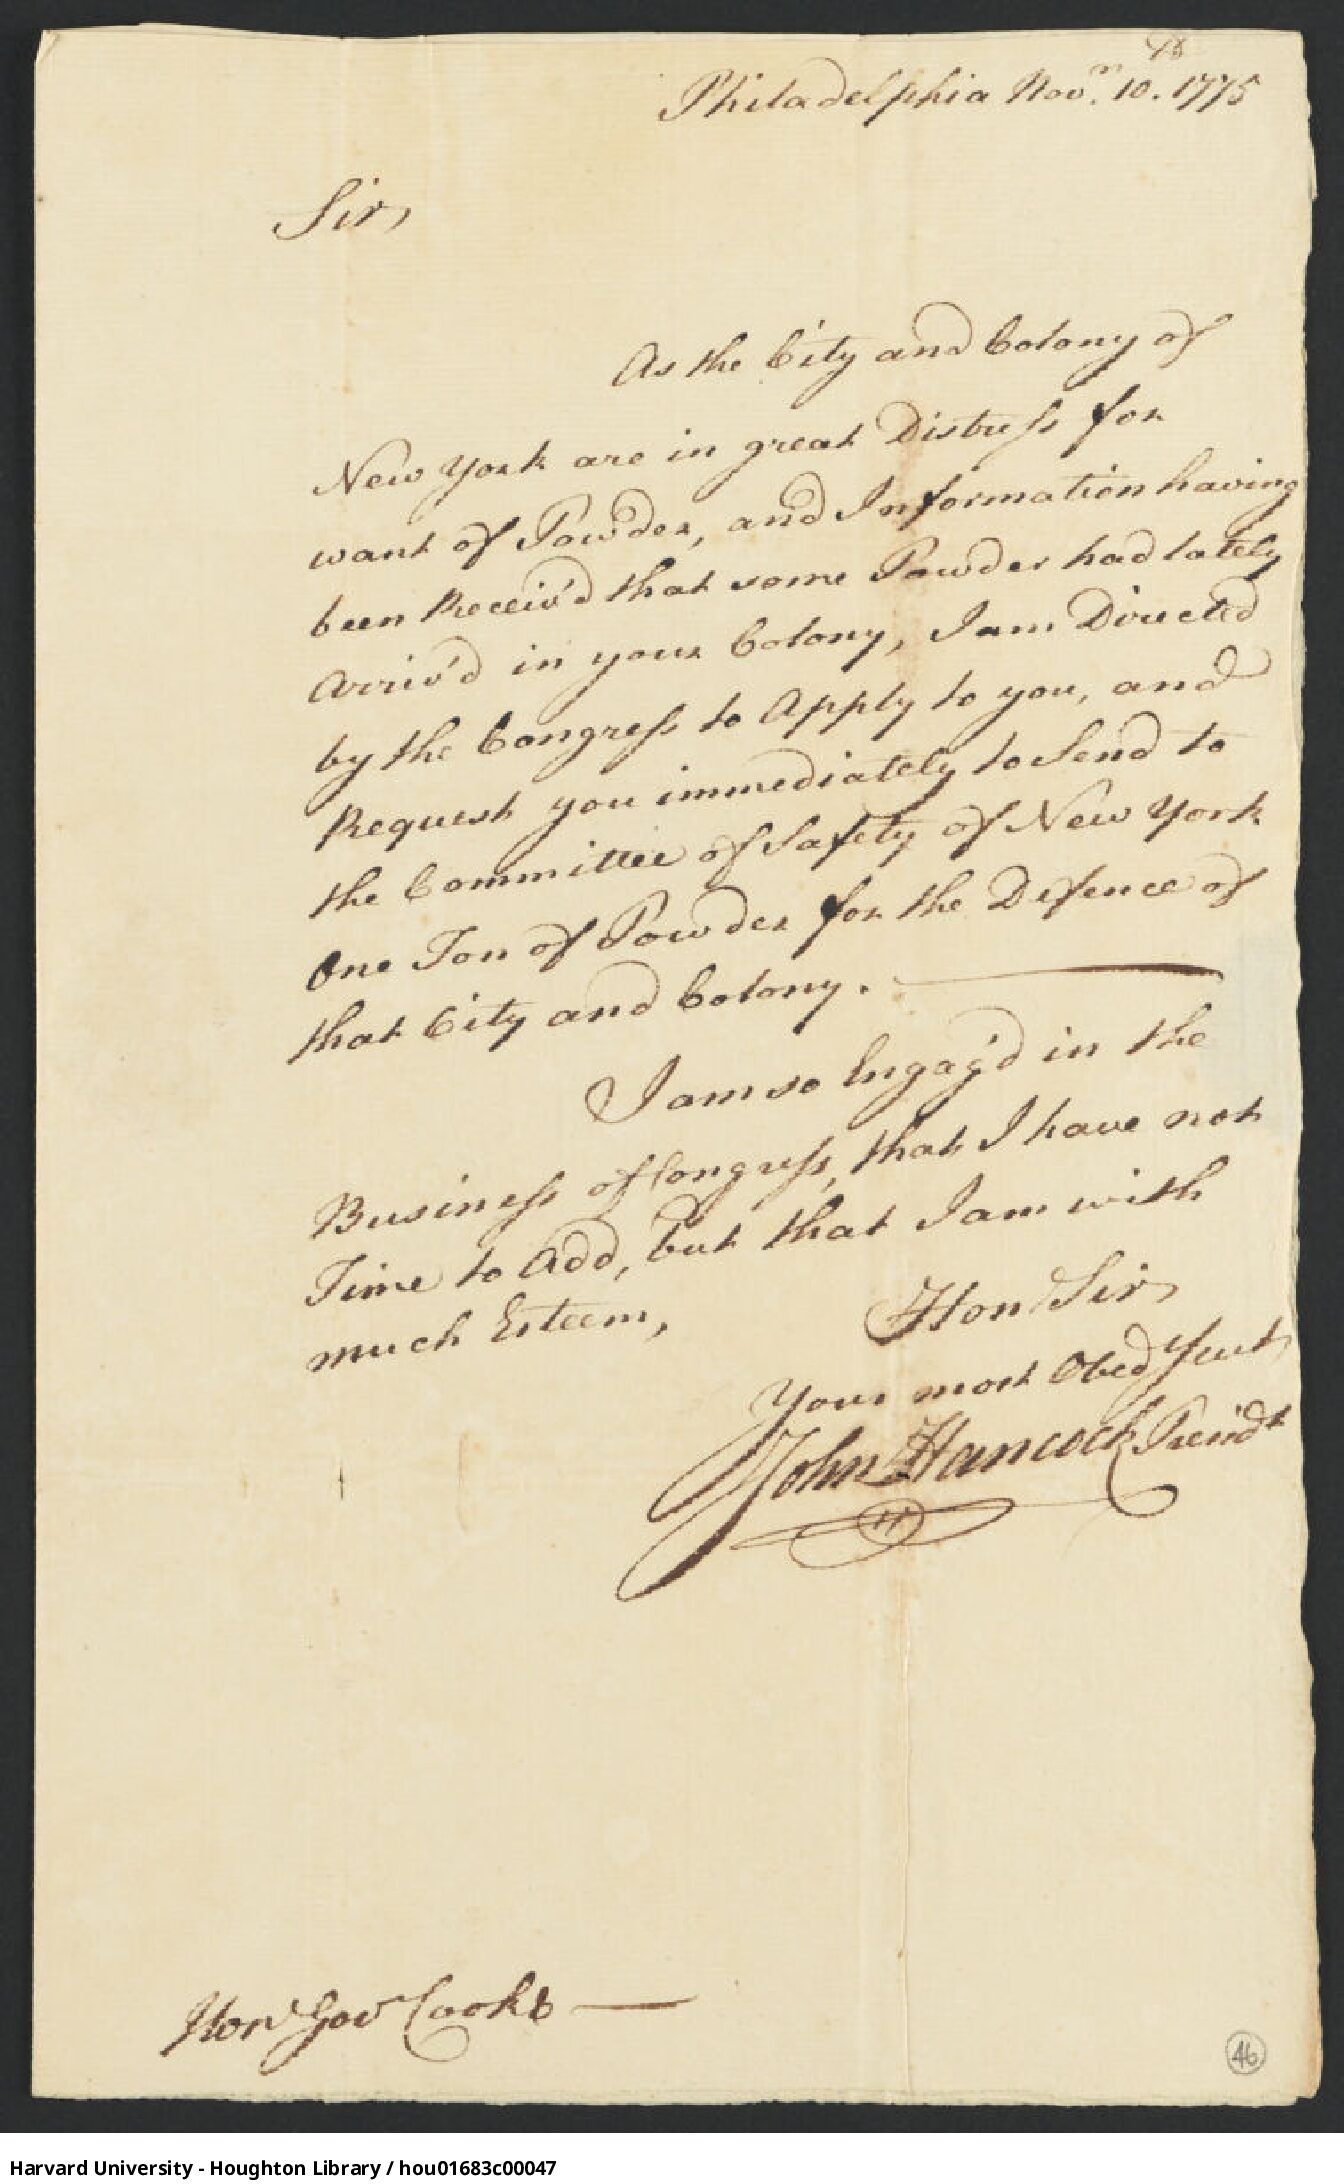 Philadelphia Novr. 10. 1775
Sir,
As the City and Colony of
New York are in great Distress for
want of Powder, and Information having
been Receiv'd that some Powder had lately
Arriv'd in your Colony, I am Directed
by the Congress to Apply to you, and
Request you immediately to Send to
the Committee of Safety of New York
One Ton of Powder for the Defence of
that City and Colony.
I am so Engag'd in the
Business of Congress, that I have not
Time to Add, but that I am with
much Esteem,
Hon Sir,
Your most Obed Servt
John Hancock Presidt
Hon. Govr Cooke
46
Harvard University - Houghton Library / hou01683c00047